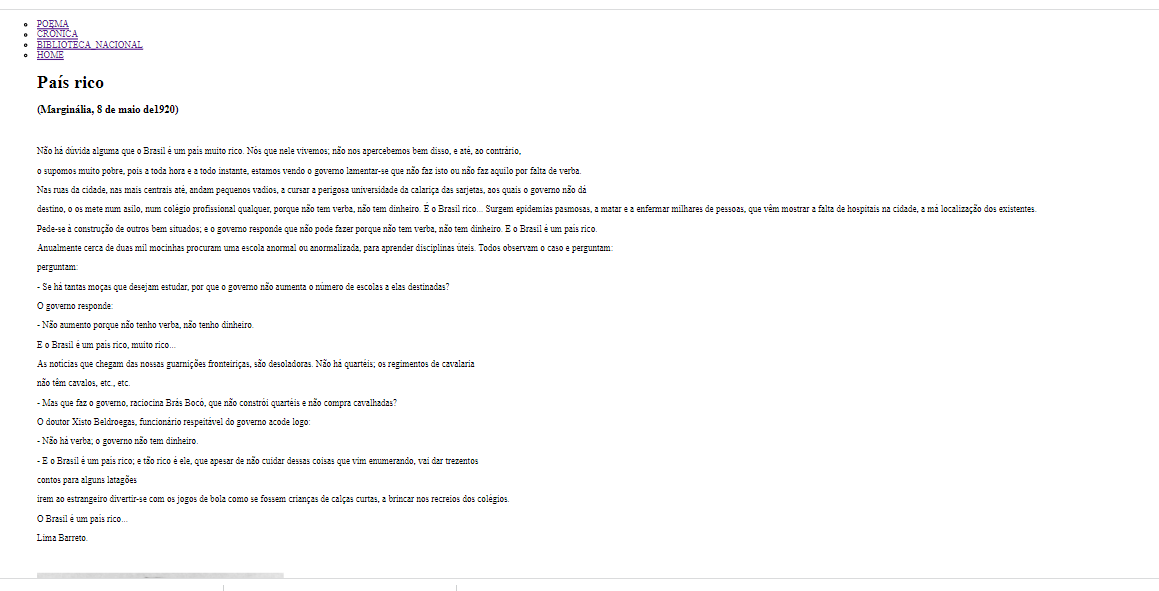 POEMA
CRÔNICA
BIBLIOTECA_NACIONAL
HOME
País rico
(Marginália, 8 de maio de1920)
Não há dúvida alguma que o Brasil é um país muito rico. Nós que nele vivemos; não nos apercebemos bem disso, e até, ao contrário,
o supomos muito pobre, pois a toda hora e a todo instante, estamos vendo o governo lamentar-se que não faz isto ou não faz aquilo por falta de verba.
Nas ruas da cidade, nas mais centrais até, andam pequenos vadios, a cursar a perigosa universidade da calariça das sarjetas, aos quais o governo não dá
destino, o os mete num asilo, num colégio profissional qualquer, porque não tem verba, não tem dinheiro. É o Brasil rico... Surgem epidemias pasmosas, a matar e a enfermar milhares de pessoas, que vêm mostrar a falta de hospitais na cidade, a má localização dos existentes.
Pede-se à construção de outros bem situados; e o governo responde que não pode fazer porque não tem verba, não tem dinheiro. E o Brasil é um país rico.
Anualmente cerca de duas mil mocinhas procuram uma escola anormal ou anormalizada, para aprender disciplinas úteis. Todos observam o caso e perguntam:
perguntam:
- Se há tantas moças que desejam estudar, por que o governo não aumenta o número de escolas a elas destinadas?
O governo responde:
- Não aumento porque não tenho verba, não tenho dinheiro.
E o Brasil é um país rico, muito rico...
As notícias que chegam das nossas guarnições fronteiriças, são desoladoras. Não há quartéis; os regimentos de cavalaria
não têm cavalos, etc., etc.
- Mas que faz o governo, raciocina Brás Bocó, que não constrói quartéis e não compra cavalhadas?
O doutor Xisto Beldroegas, funcionário respeitável do governo acode logo:
- Não há verba; o governo não tem dinheiro.
- E o Brasil é um país rico; e tão rico é ele, que apesar de não cuidar dessas coisas que vim enumerando, vai dar trezentos
contos para alguns latagões
irem ao estrangeiro divertir-se com os jogos de bola como se fossem crianças de calças curtas, a brincar nos recreios dos colégios.
O Brasil é um país rico...
Lima Barreto.